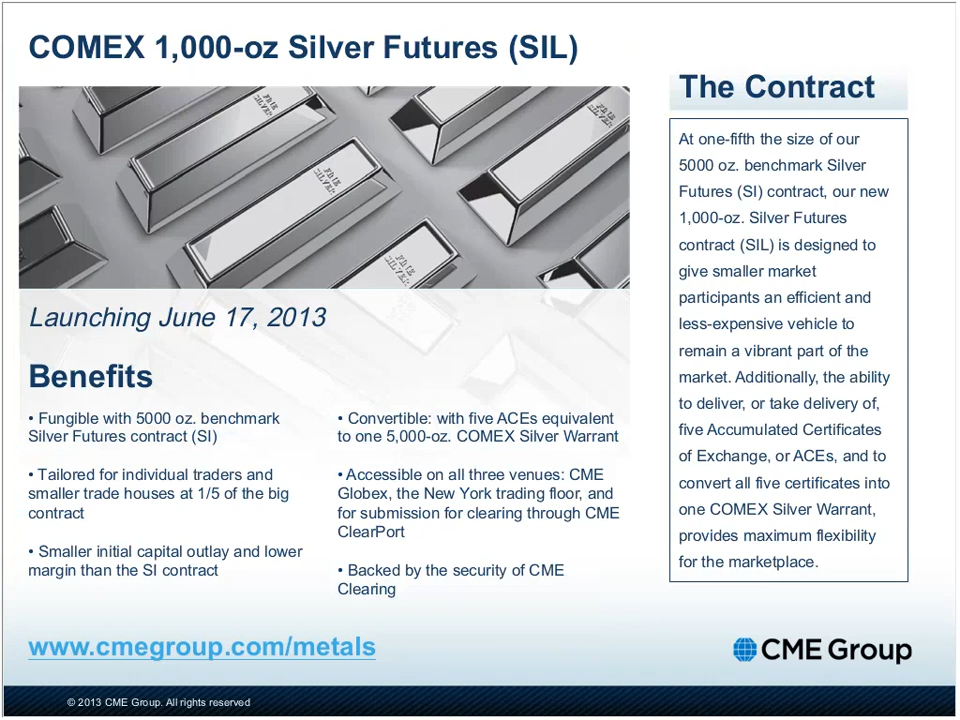 COMEX 1,000-oz Silver Futures (SIL)
FINE
SILVER
FINE
SILVER
FINE
SILVER
FINE
SILVER
Launching June 17, 2013
Benefits
• Fungible with 5000 oz. benchmark
Silver Futures contract (SI)
• Tailored for individual traders and
smaller trade houses at 1/5 of the big
contract
• Smaller initial capital outlay and lower
margin than the SI contract
• Convertible: with five ACEs equivalent
to one 5,000-oz. COMEX Silver Warrant
• Accessible on all three venues: CME
Globex, the New York trading floor, and
for submission for clearing through CME
ClearPort
• Backed by the security of CME
Clearing
The Contract
At one-fifth the size of our
5000 oz. benchmark Silver
Futures (SI) contract, our new
1,000-oz. Silver Futures
contract (SIL) is designed to
give smaller market
participants an efficient and
less-expensive vehicle to
remain a vibrant part of the
market. Additionally, the ability
to deliver, or take delivery of,
five Accumulated Certificates
of Exchange, or ACEs, and to
convert all five certificates into
one COMEX Silver Warrant,
provides maximum flexibility
for the marketplace.
www.cmegroup.com/metals
CME Group
© 2013 CME Group. All rights reserved